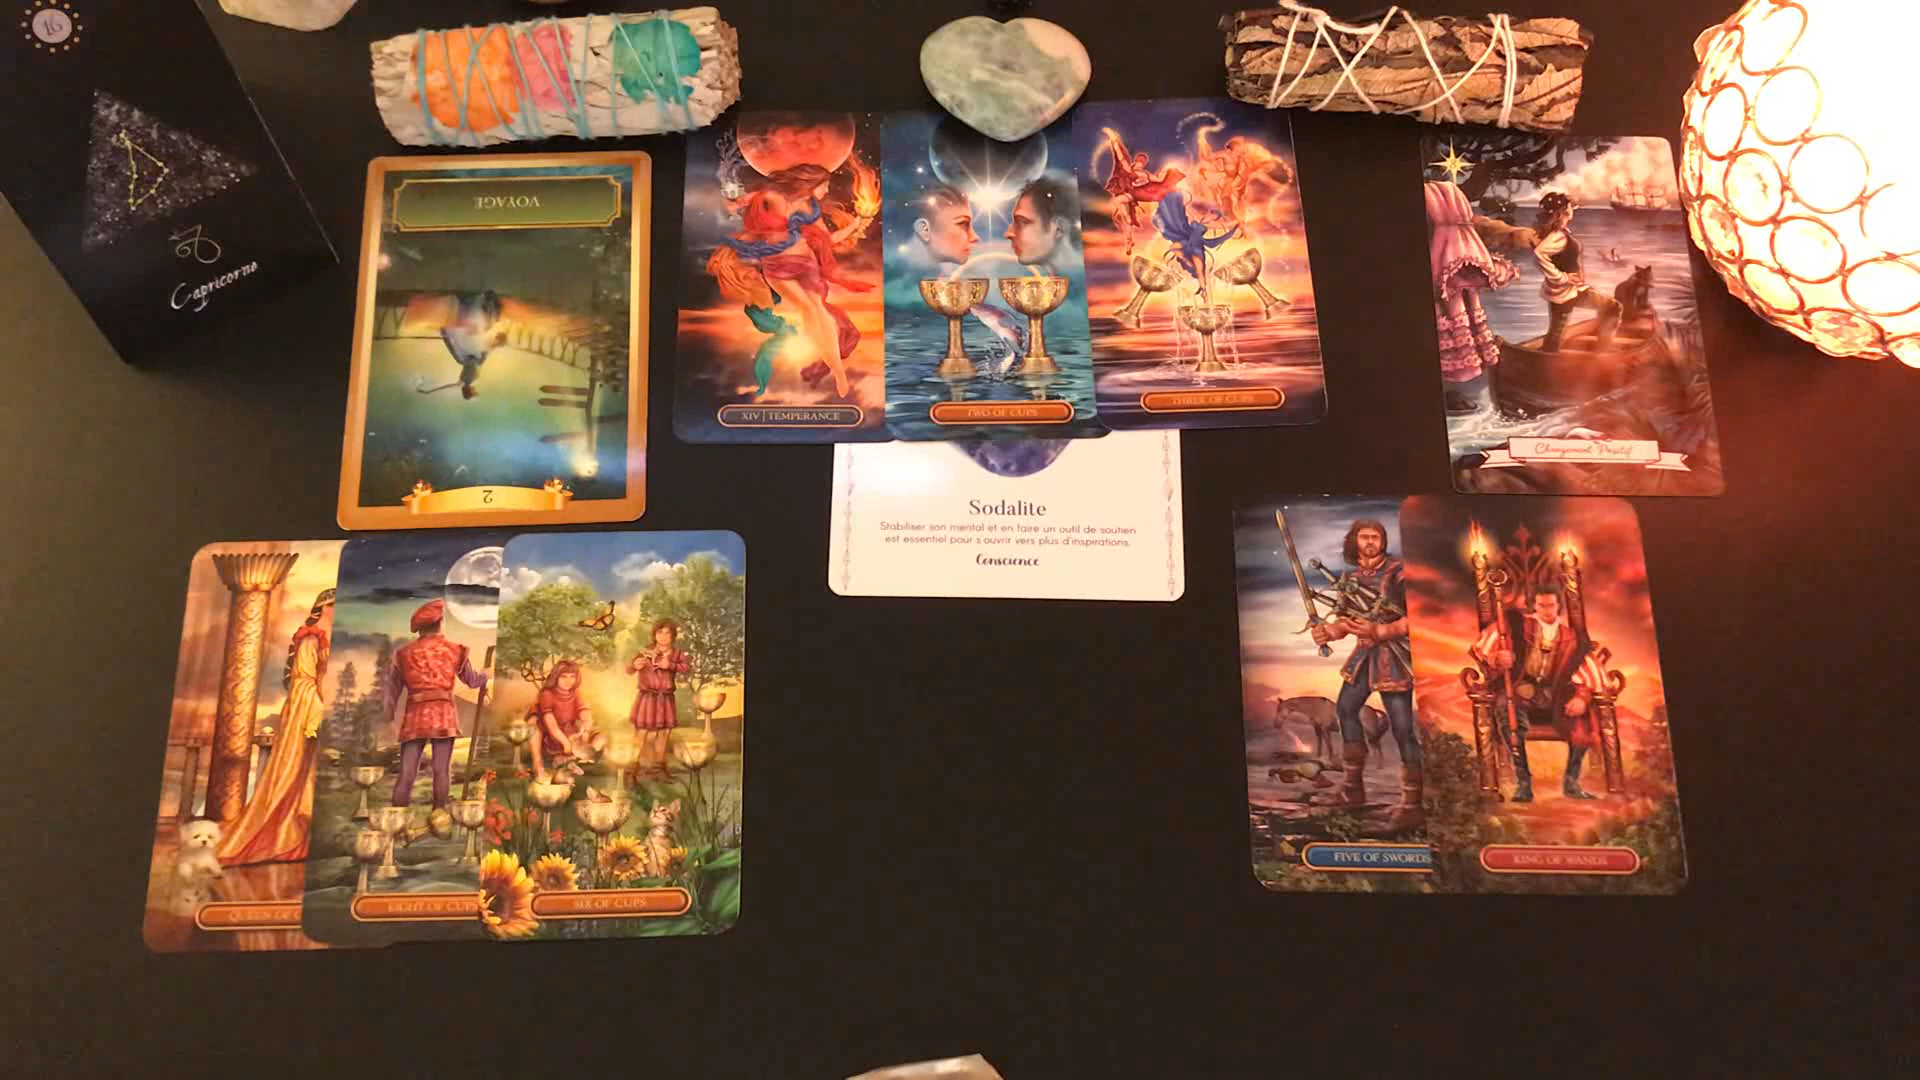 16
Capricorne
VOYAGE
2
XIV | TEMPERANCE
TWO OF CUPS
THREE OF CUPS
Changement Positif
Sodalite
Stabiliser son mental et en faire un outil de soutien
est essentiel pour s'ouvrir vers plus d'inspirations.
Conscience
QUEEN OF
EIGHT OF CUPS
SIX OF CUPS
FIVE OF SWORDS
KING OF WANDS